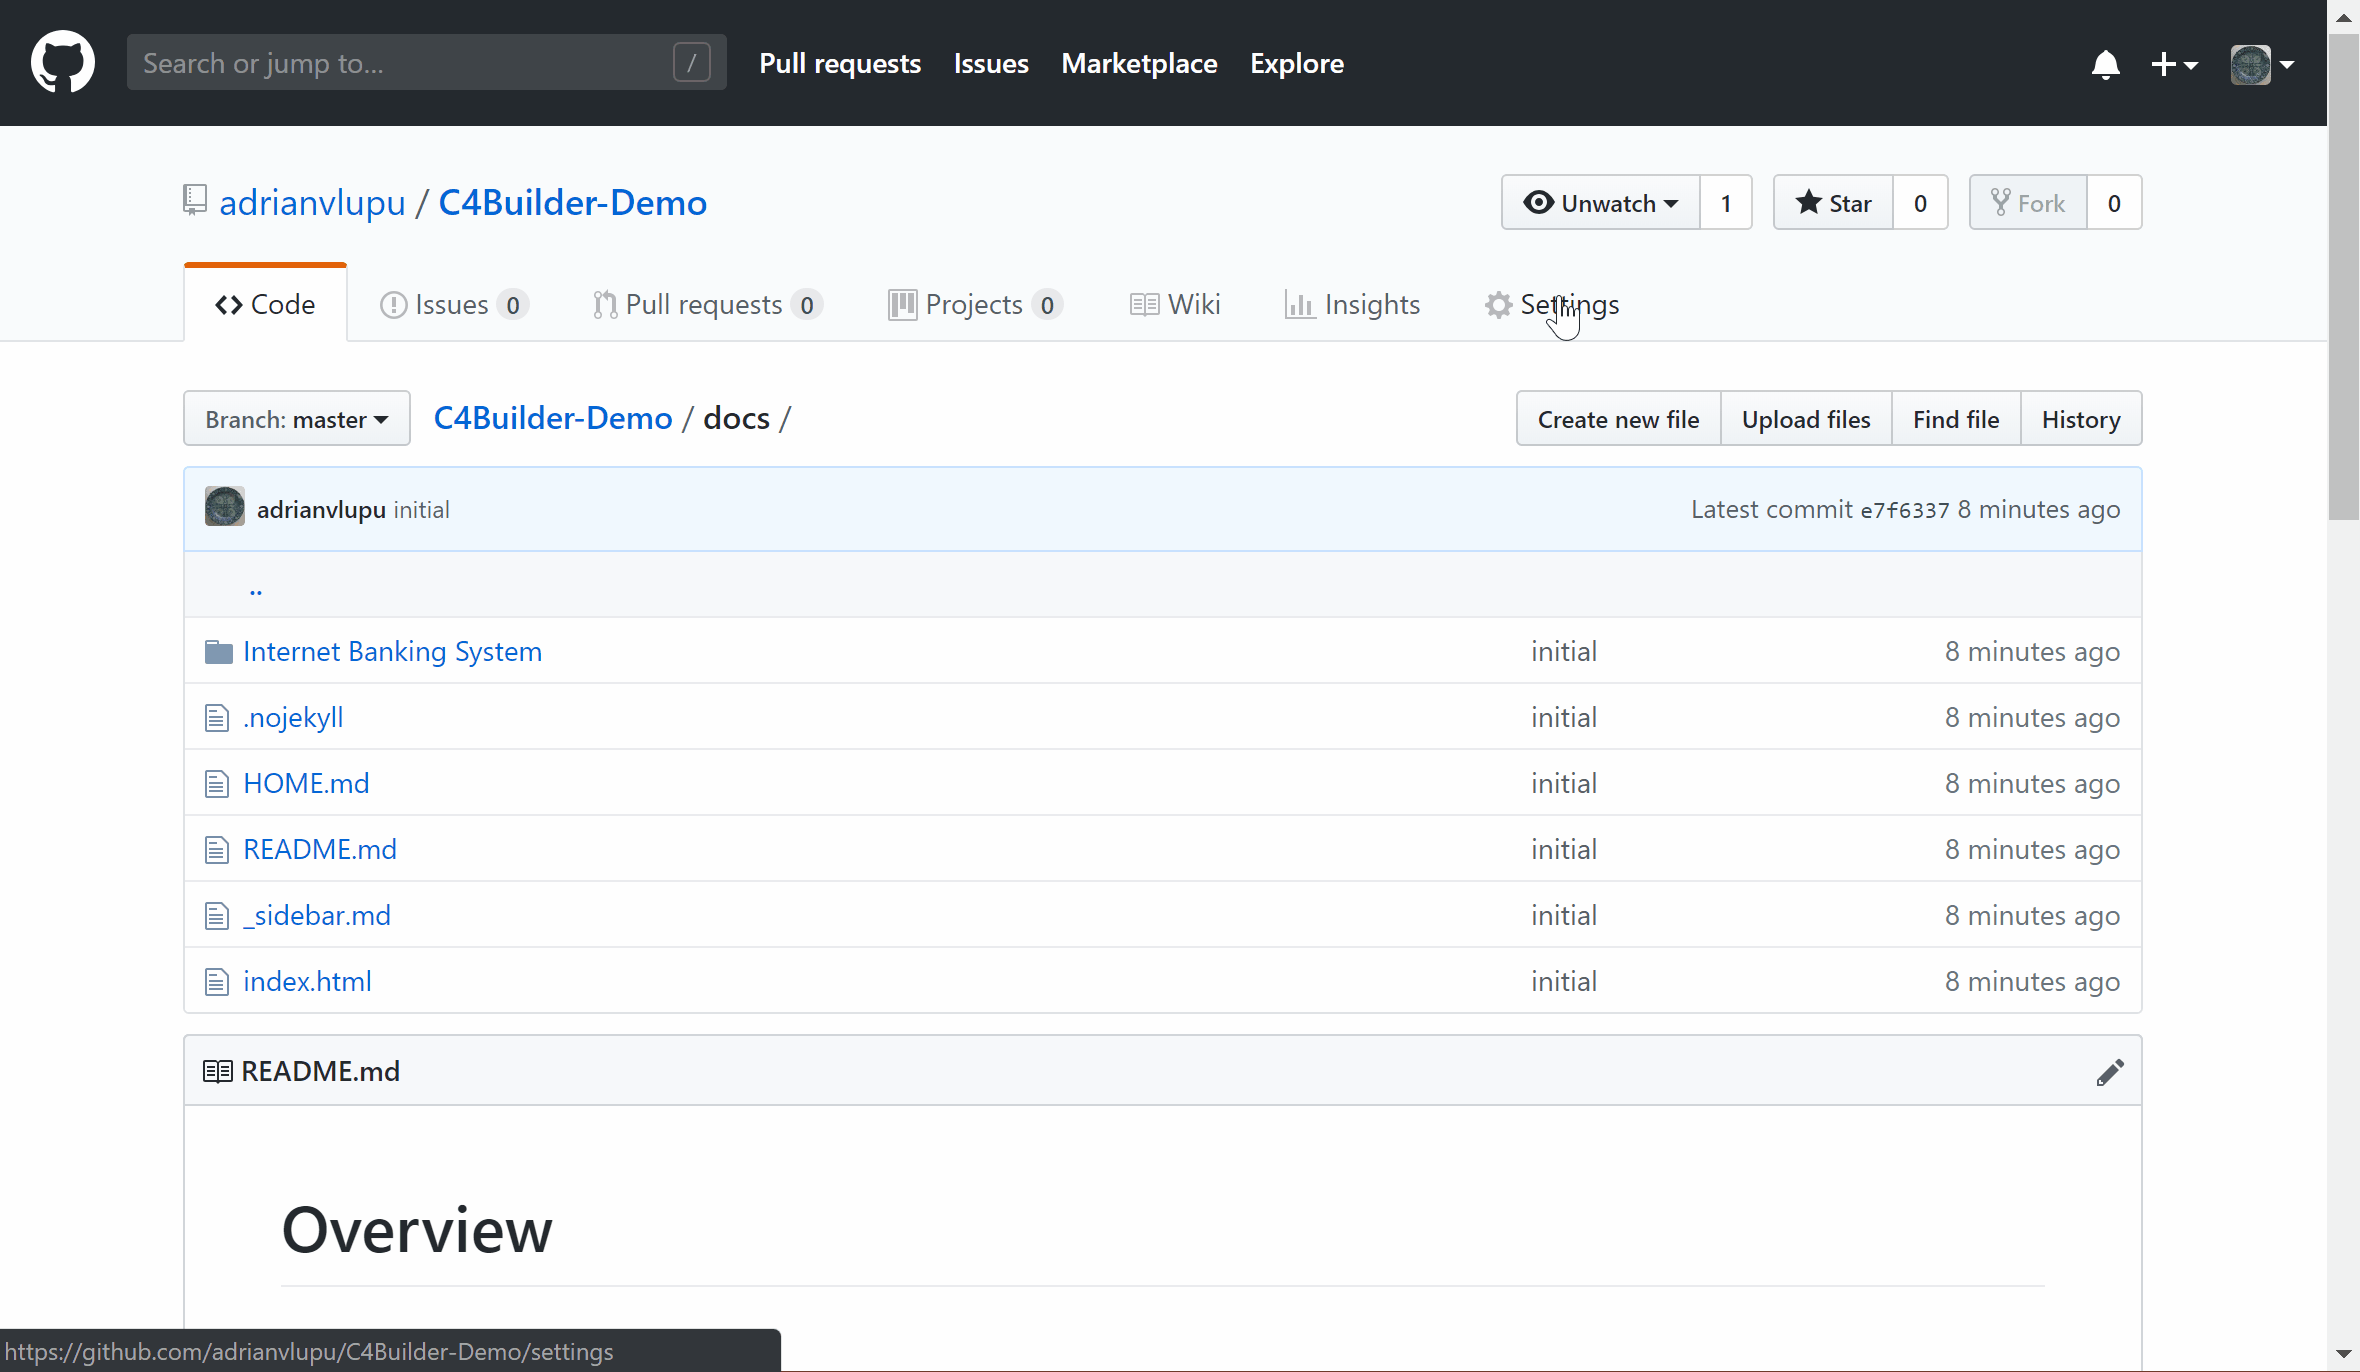 Search or jump to... /
Pull requests Issues Marketplace Explore
adrianvlupu / C4Builder-Demo
Unwatch 1 Star 0 Fork 0
Code Issues 0 Pull requests 0 Projects 0 Wiki Insights Settings
Branch: master C4Builder-Demo / docs /
Create new file Upload files Find file History
adrianvlupu initial Latest commit e7f6337 8 minutes ago
..
Internet Banking System initial 8 minutes ago
.nojekyll initial 8 minutes ago
HOME.md initial 8 minutes ago
README.md initial 8 minutes ago
_sidebar.md initial 8 minutes ago
index.html initial 8 minutes ago
README.md
Overview
https://github.com/adrianvlupu/C4Builder-Demo/settings